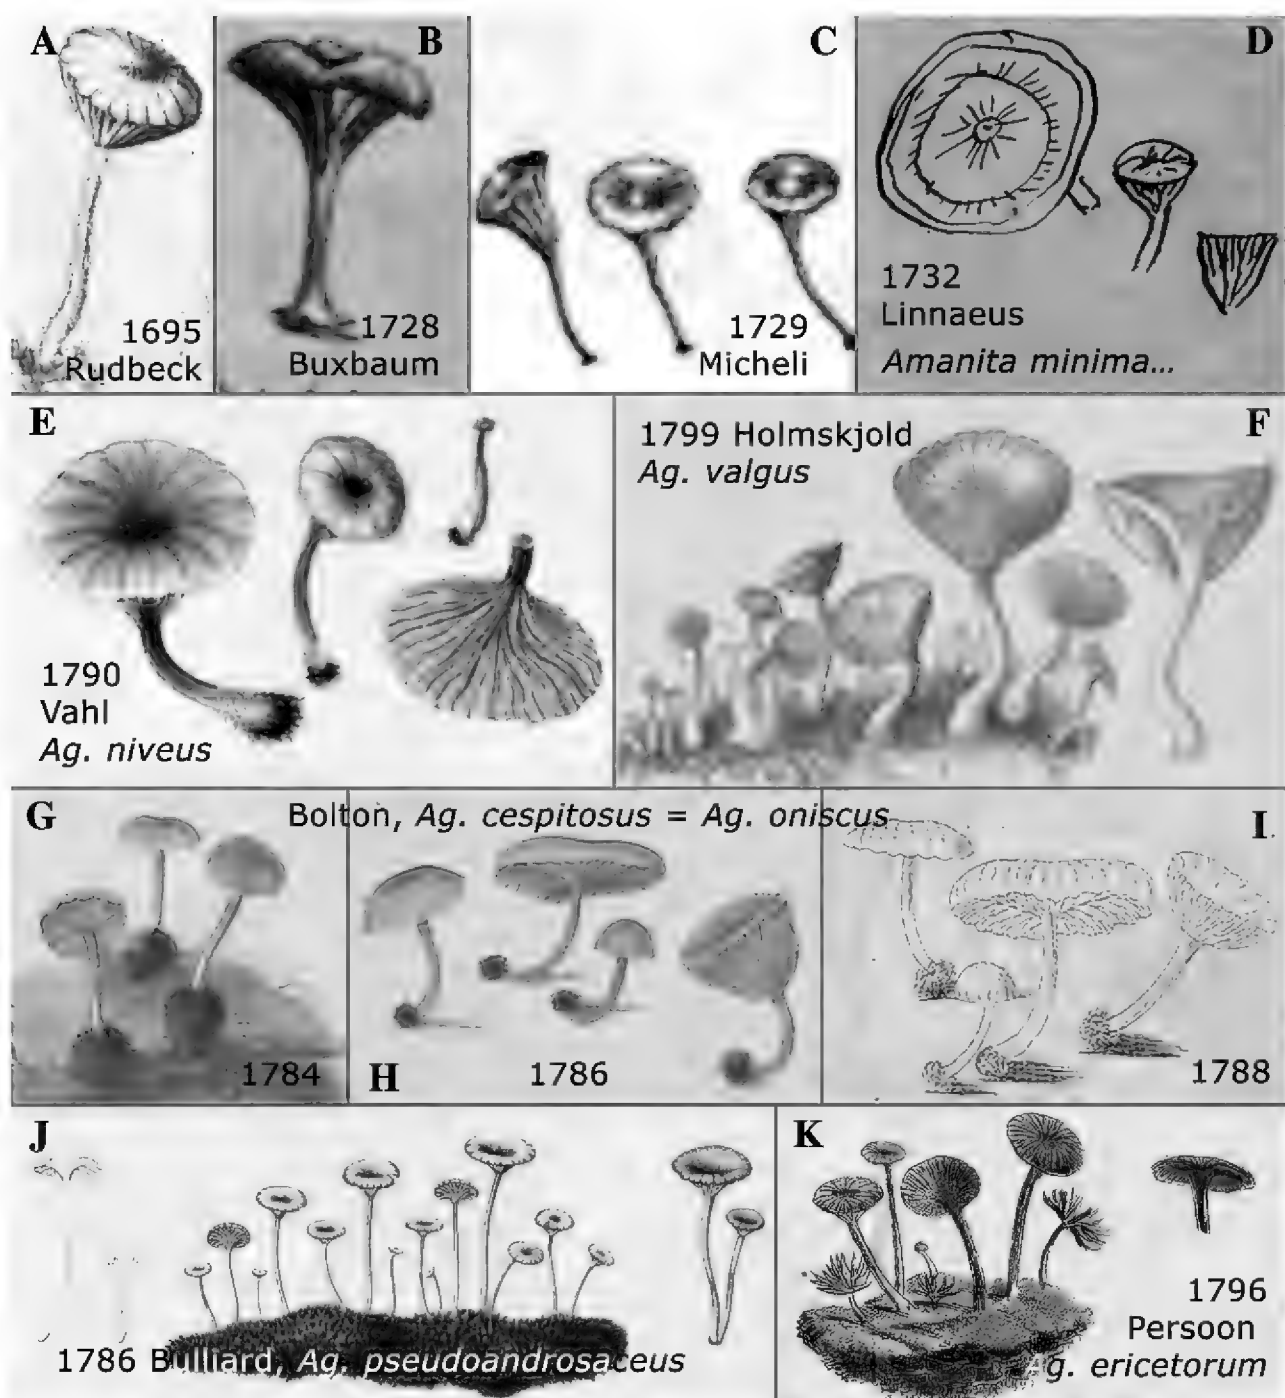 A
1695
Rudbeck
B
1728
Buxbaum
C
1729
Micheli
D
1732
Linnaeus
Amanita minima...
E
1790
Vahl
Ag. niveus
F
1799 Holmskjold
Ag. valgus
Bolton, Ag. cespitosus = Ag. oniscus
G
1784
H
1786
I
1788
J
1786 Bulliard, Ag. pseudoandrosaceus
K
1796
Persoon
Ag. ericetorum